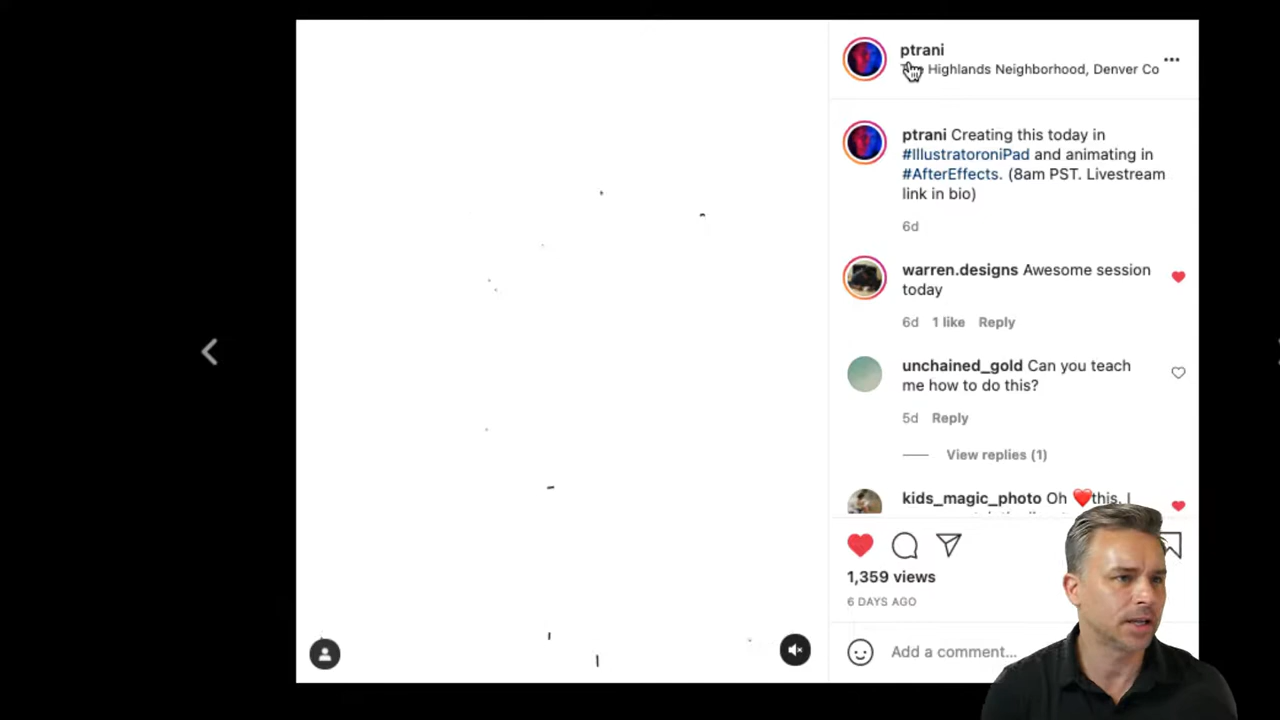 ptrani
Highlands Neighborhood, Denver Co
ptrani Creating this today in
#IllustratoroniPad and animating in
#AfterEffects. (8am PST. Livestream
link in bio)
6d
warren.designs Awesome session
today
6d 1 like Reply
unchained_gold Can you teach
me how to do this?
5d Reply
View replies (1)
kids_magic_photo Oh ❤️this. I
1,359 views
6 DAYS AGO
Add a comment…